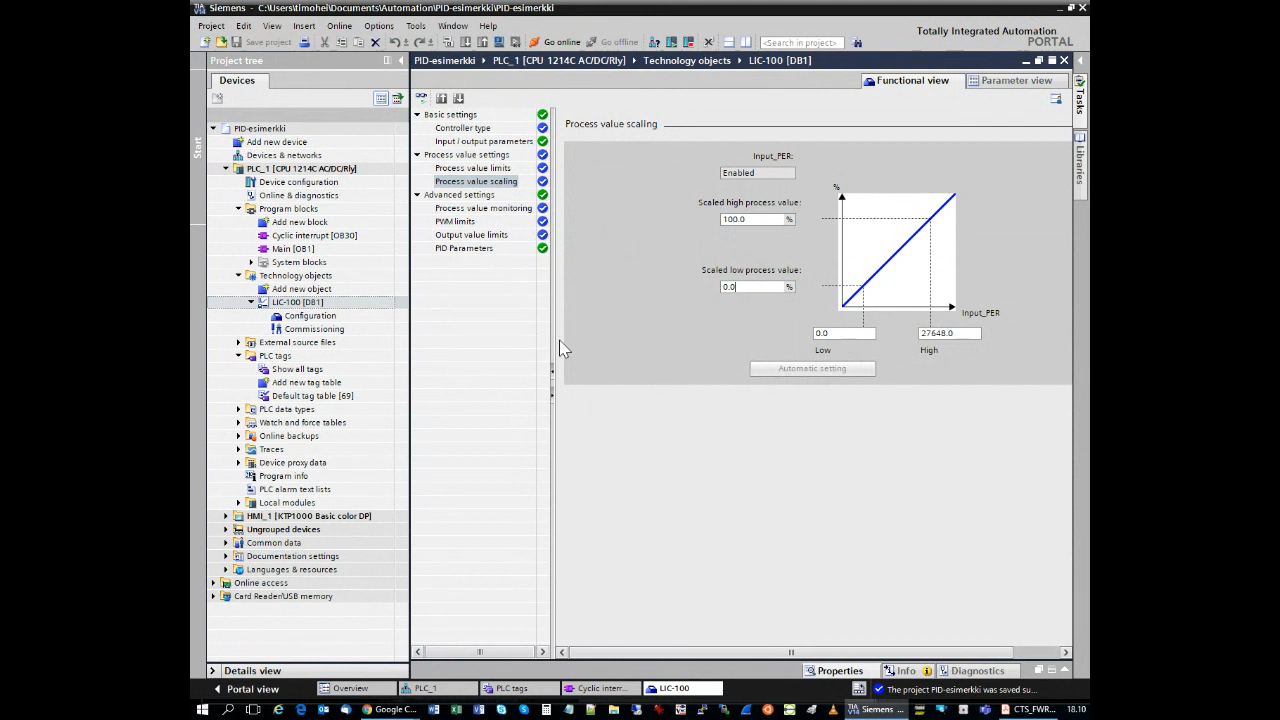 Siemens - C:\Users\timohei\Documents\Automation\PID-esimerkki\PID-esimerkki
Project Edit View Insert Online Options Tools Window Help
Totally Integrated Automation
PORTAL
Save project
Go online
Go offline
<Search in project>
Project tree
PID-esimerkki
PLC_1 [CPU 1214C AC/DC/Rly]
Technology objects
LIC-100 [DB1]
Devices
Functional view
Parameter view
Start
Tasks
Libraries
PID-esimerkki
Add new device
Devices & networks
PLC_1 [CPU 1214C AC/DC/Rly]
Device configuration
Online & diagnostics
Program blocks
Add new block
Cyclic interrupt [OB30]
Main [OB1]
System blocks
Technology objects
Add new object
LIC-100 [DB1]
Configuration
Commissioning
External source files
PLC tags
Show all tags
Add new tag table
Default tag table [69]
PLC data types
Watch and force tables
Online backups
Traces
Device proxy data
Program info
PLC alarm text lists
Local modules
HMI_1 [KTP1000 Basic color DP]
Ungrouped devices
Common data
Documentation settings
Languages & resources
Online access
Card Reader/USB memory
Details view
Basic settings
Controller type
Input / output parameters
Process value settings
Process value limits
Process value scaling
Advanced settings
Process value monitoring
PWM limits
Output value limits
PID Parameters
Process value scaling
Input_PER:
Enabled
Scaled high process value:
100.0 %
Scaled low process value:
0.0 %
%
Input_PER
0.0
27648.0
Low
High
Automatic setting
Properties
Info
Diagnostics
Portal view
Overview
PLC_1
PLC tags
Cyclic interr...
LIC-100
The project PID-esimerkki was saved su...
Google C...
Siemens ...
CTS_FWR...
18.10